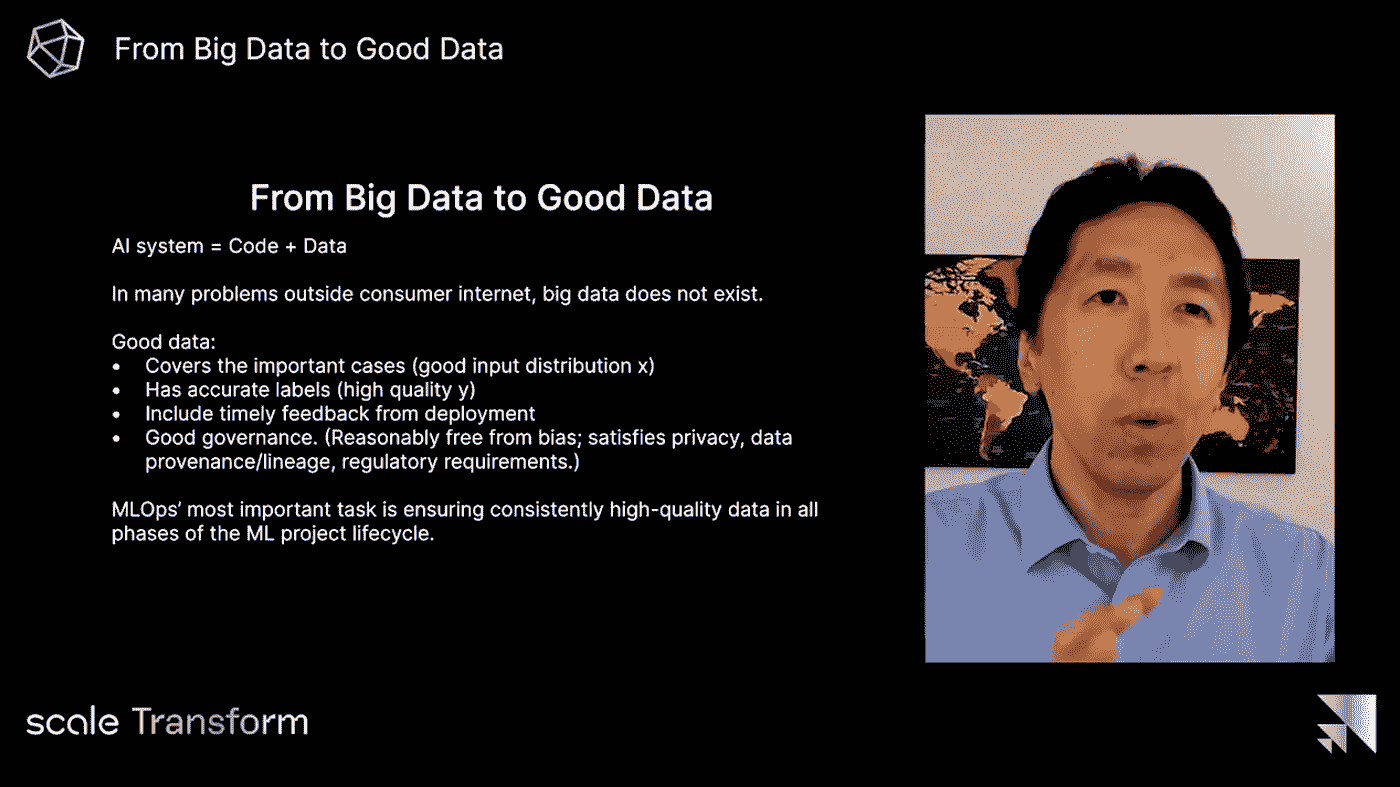 From Big Data to Good Data
From Big Data to Good Data
AI system = Code + Data
In many problems outside consumer internet, big data does not exist.
Good data:
• Covers the important cases (good input distribution x)
• Has accurate labels (high quality y)
• Include timely feedback from deployment
• Good governance. (Reasonably free from bias; satisfies privacy, data
provenance/lineage, regulatory requirements.)
MLOps’ most important task is ensuring consistently high-quality data in all
phases of the ML project lifecycle.
scale Transform